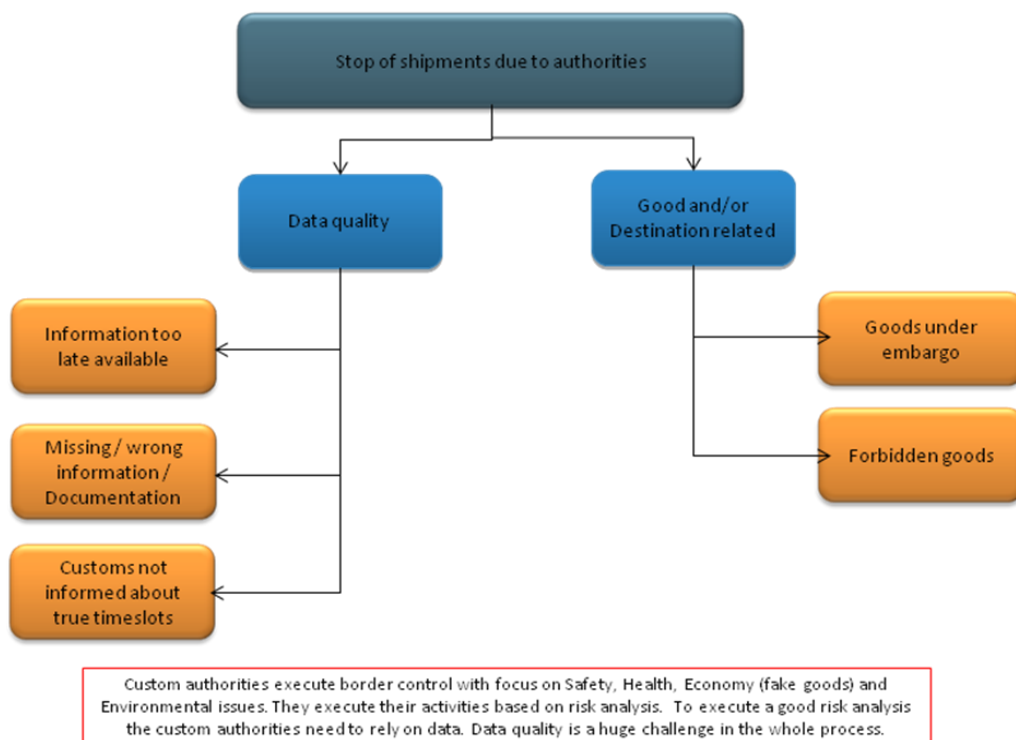 Stop of shipments due to authorities
Data quality
Good and/or
Destination related
Information too
late available
Missing / wrong
information /
Documentation
Customs not
informed about
true timeslots
Goods under
embargo
Forbidden goods
Custom authorities execute border control with focus on Safety, Health, Economy (fake goods) and
Environmental issues. They execute their activities based on risk analysis. To execute a good risk analysis
the custom authorities need to rely on data. Data quality is a huge challenge in the whole process.